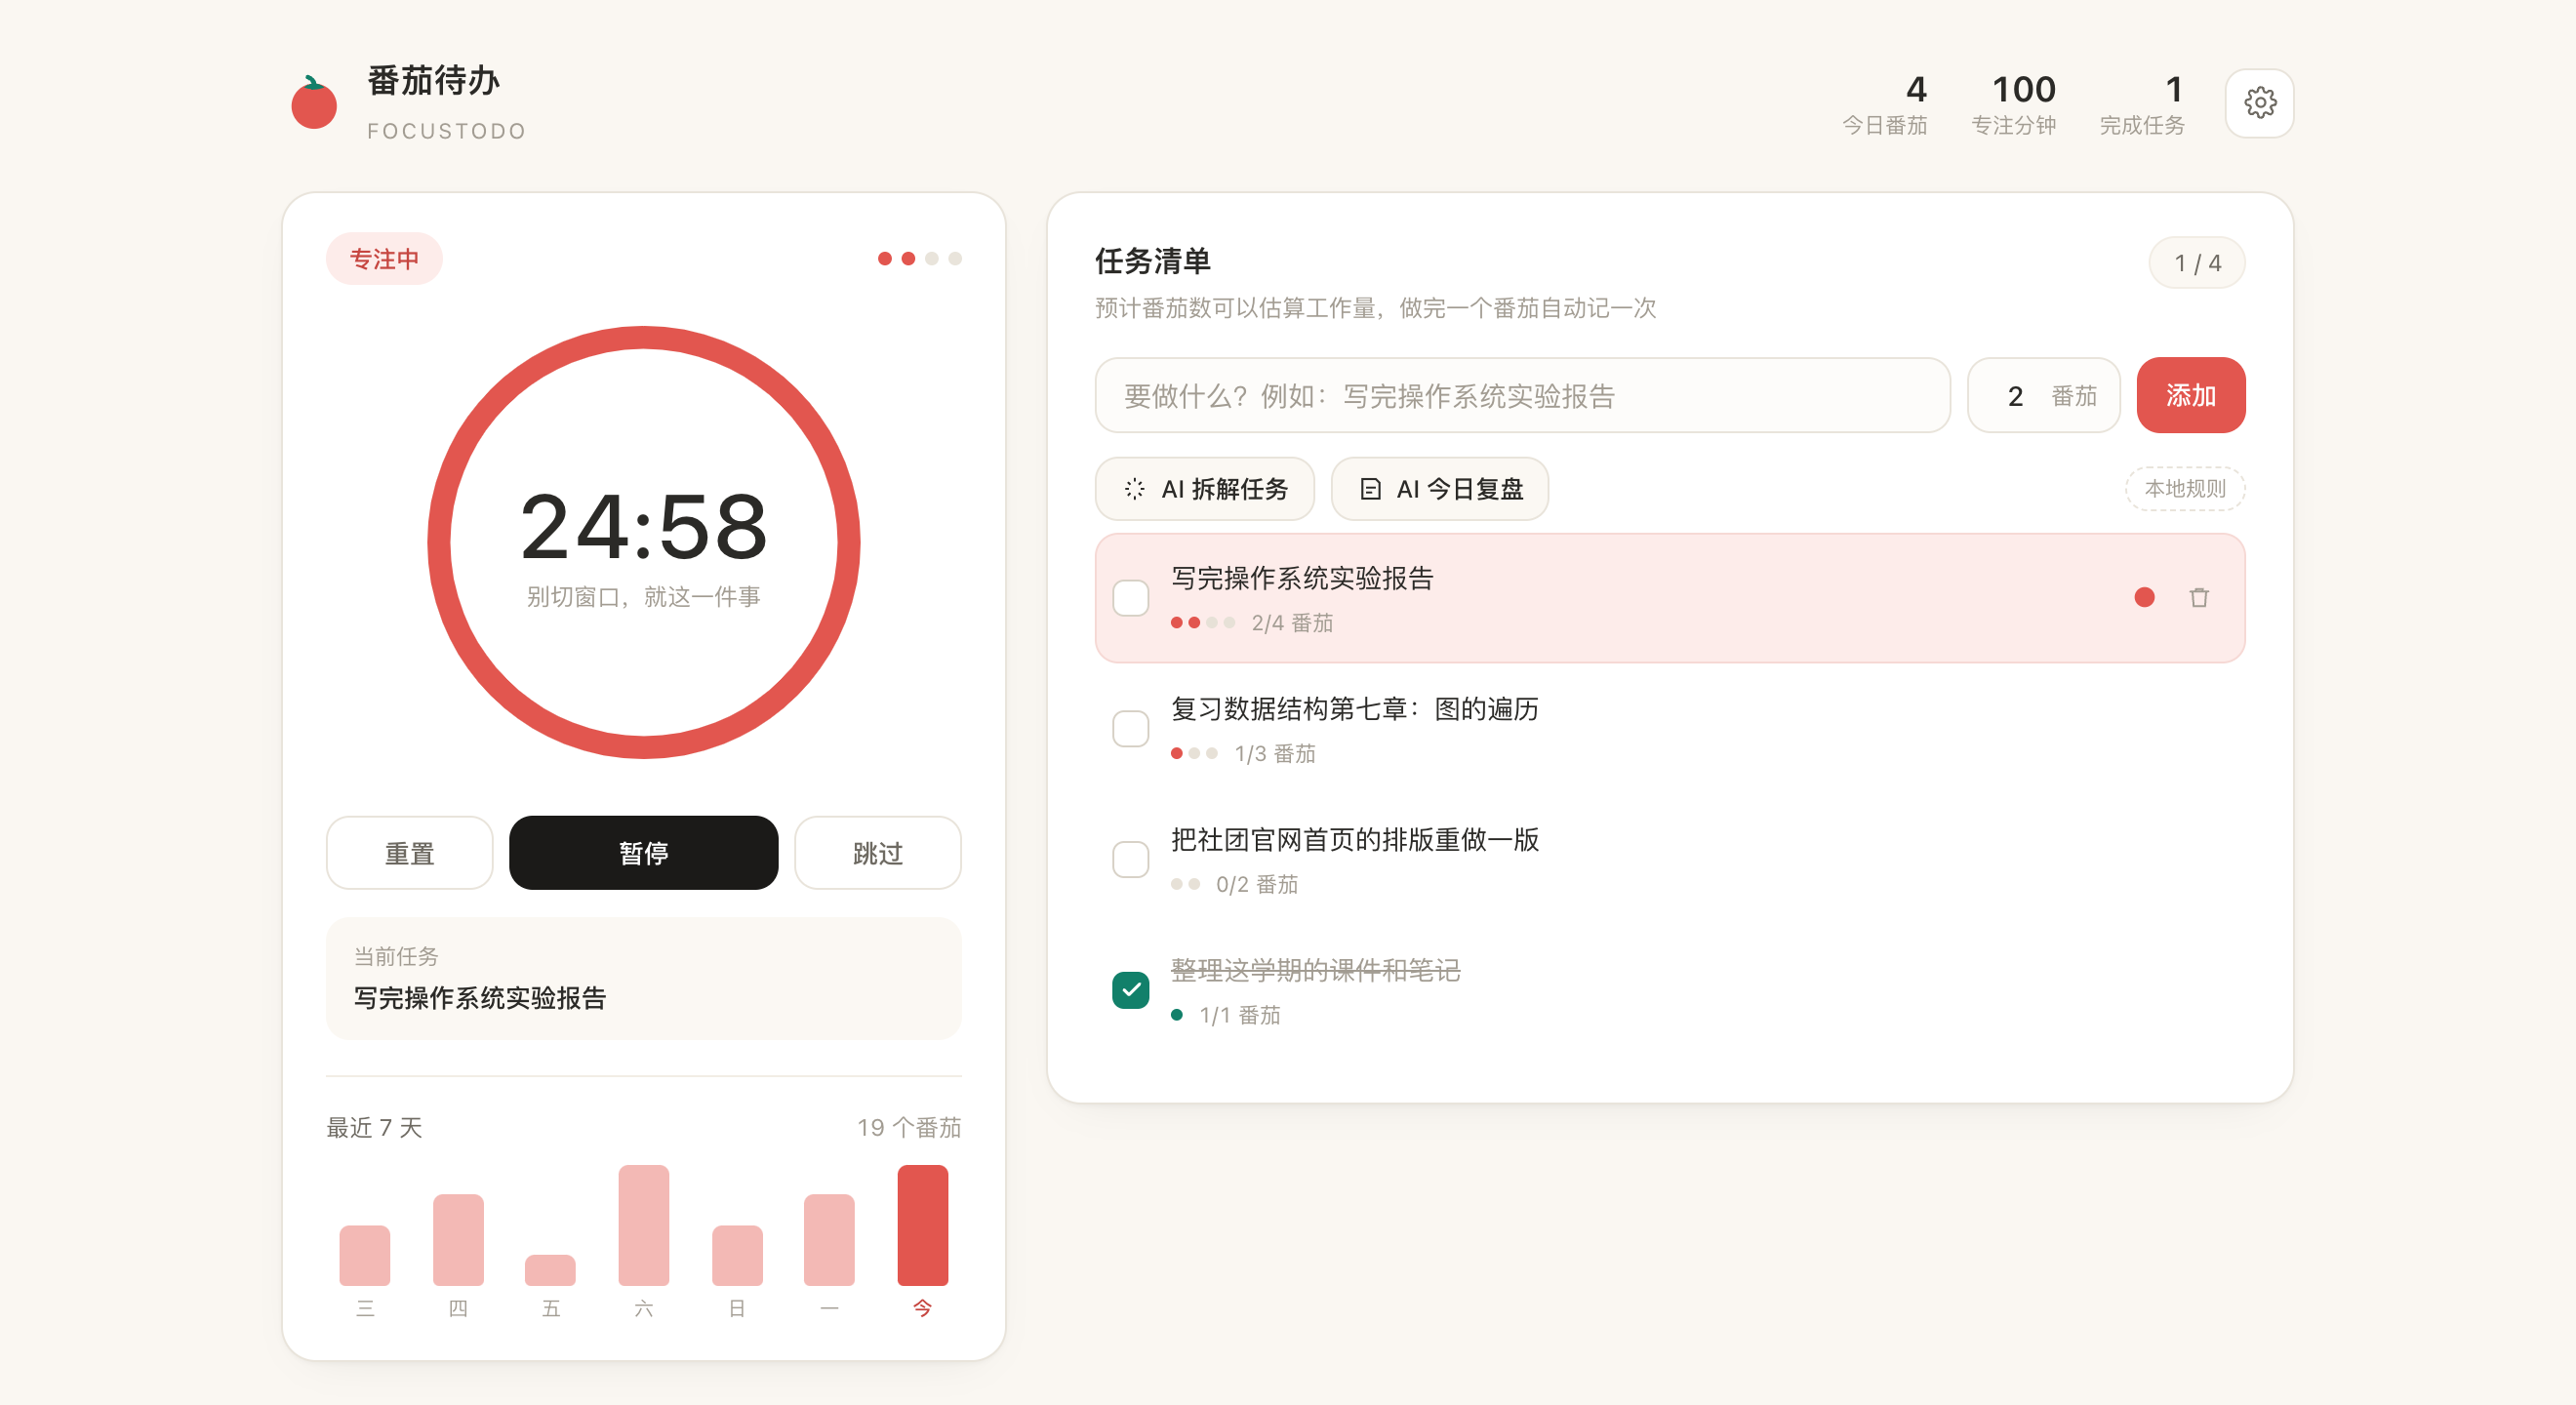 番茄待办
FOCUSTODO
4
今日番茄
100
专注分钟
1
完成任务
专注中
24:58
别切窗口，就这一件事
重置
暂停
跳过
当前任务
写完操作系统实验报告
最近 7 天
19 个番茄
三
四
五
六
日
一
今
任务清单
1 / 4
预计番茄数可以估算工作量，做完一个番茄自动记一次
要做什么？例如：写完操作系统实验报告
2 番茄
添加
AI 拆解任务
AI 今日复盘
本地规则
写完操作系统实验报告
2/4 番茄
复习数据结构第七章：图的遍历
1/3 番茄
把社团官网首页的排版重做一版
0/2 番茄
整理这学期的课件和笔记
1/1 番茄